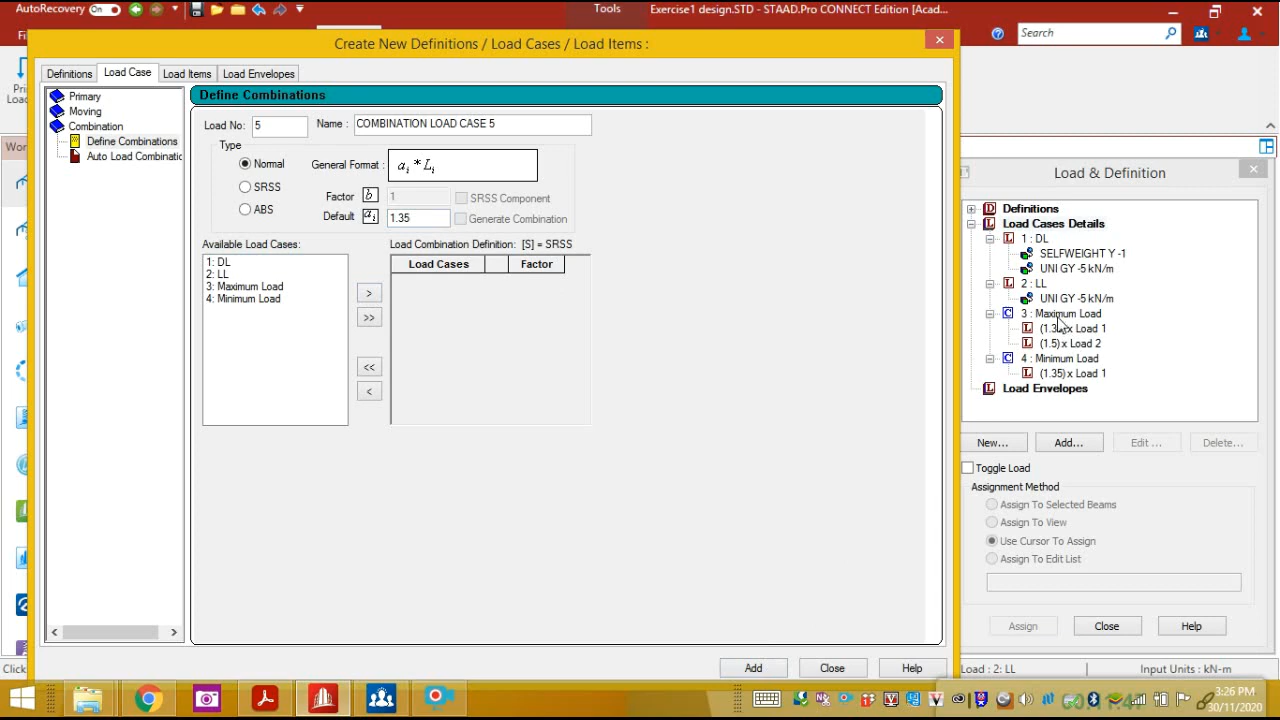 AutoRecovery On
Tools
Exercise1 design.STD - STAAD.Pro CONNECT Edition [Acad...
Search
Create New Definitions / Load Cases / Load Items :
Definitions
Load Case
Load Items
Load Envelopes
Primary
Moving
Combination
Define Combinations
Auto Load Combinatic
Define Combinations
Load No: 5
Name : COMBINATION LOAD CASE 5
Type
Normal
SRSS
ABS
General Format : ai * Li
Factor b 1
SRSS Component
Default ai 1.35
Generate Combination
Available Load Cases:
1: DL
2: LL
3: Maximum Load
4: Minimum Load
>
>>
<<
<
Load Combination Definition: [S] = SRSS
Load Cases Factor
Add
Close
Help
Load & Definition
Definitions
Load Cases Details
1 : DL
SELFWEIGHT Y -1
UNI GY -5 kN/m
2 : LL
UNI GY -5 kN/m
3 : Maximum Load
(1.35) x Load 1
(1.5) x Load 2
4 : Minimum Load
(1.35) x Load 1
Load Envelopes
New...
Add...
Edit ...
Delete...
Toggle Load
Assignment Method
Assign To Selected Beams
Assign To View
Use Cursor To Assign
Assign To Edit List
Assign
Close
Help
Load : 2: LL
Input Units : kN-m
3:26 PM
30/11/2020